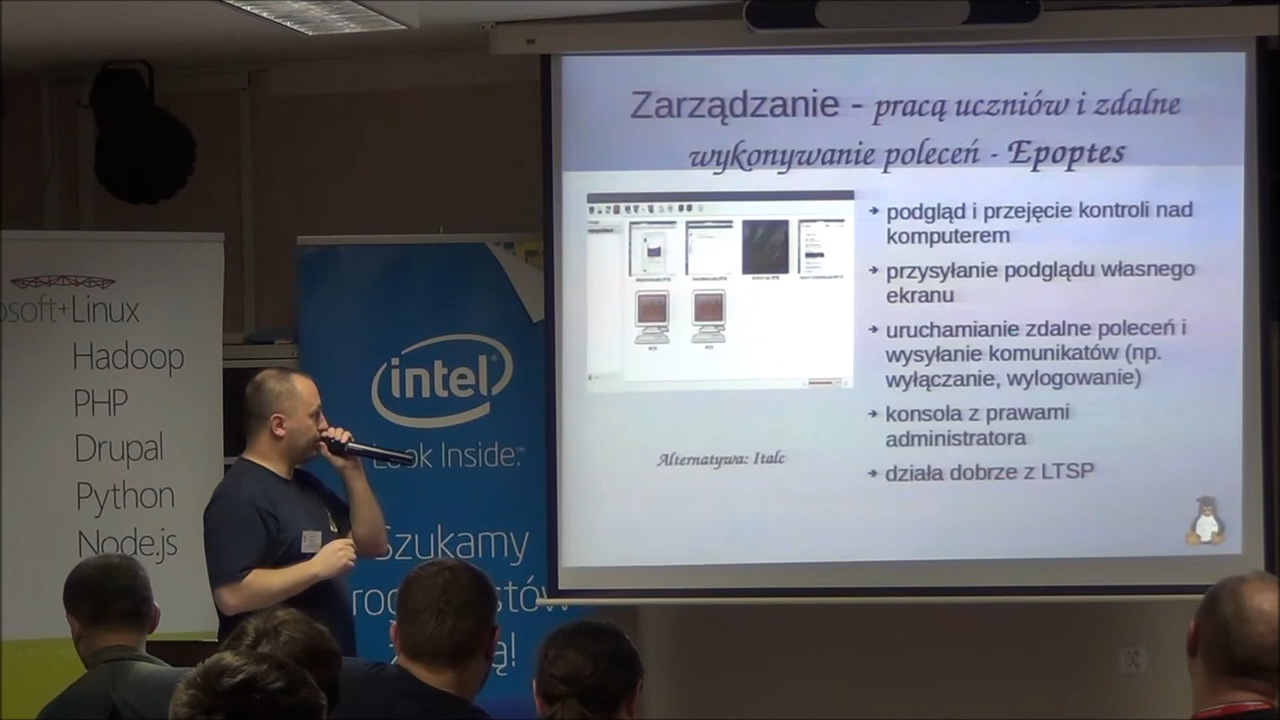 Zarządzanie - pracą uczniów i zdalne
wykonywanie poleceń - Epoptes
podgląd i przejęcie kontroli nad
komputerem
przysyłanie podglądu własnego
ekranu
uruchamianie zdalne poleceń i
wysyłanie komunikatów (np.
wyłączanie, wylogowanie)
konsola z prawami
administratora
działa dobrze z LTSP
Alternatywa: Italc
osoft+Linux
Hadoop
PHP
Drupal
Python
Node.js
intel®
Look Inside.™
Szukamy